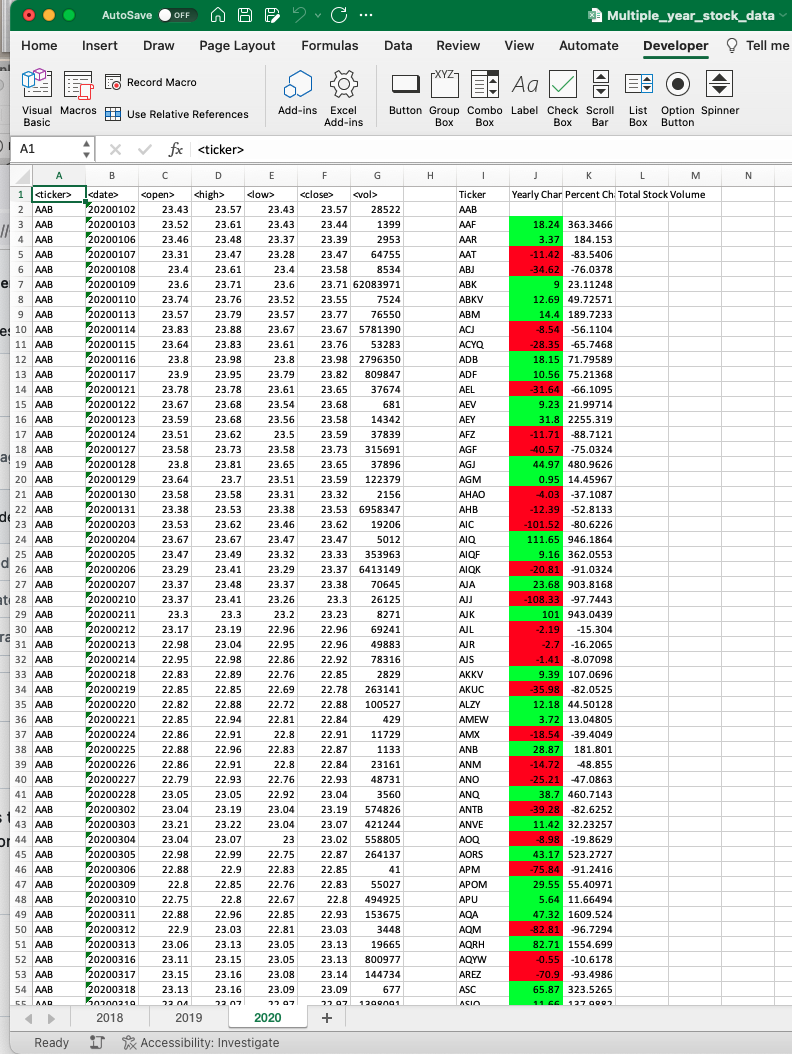 AutoSave OFF Multiple_year_stock_data
Home Insert Draw Page Layout Formulas Data Review View Automate Developer Tell me
Visual Basic Macros Record Macro Use Relative References Add-ins Excel Add-ins Button Group Box Combo Box Label Check Box Scroll Bar List Box Option Button Spinner
XYZ Aa
A1 fx <ticker>
A B C D E F G H I J K L M N
1 <ticker> <date> <open> <high> <low> <close> <vol> Ticker Yearly Char Percent Ch Total Stock Volume
2 AAB 20200102 23.43 23.57 23.43 23.57 28522 AAB
3 AAB 20200103 23.52 23.61 23.43 23.44 1399 AAF 18.24 363.3466
4 AAB 20200106 23.46 23.48 23.37 23.39 2953 AAR 3.37 184.153
5 AAB 20200107 23.31 23.47 23.28 23.47 64755 AAT -11.42 -83.5406
6 AAB 20200108 23.4 23.61 23.4 23.58 8534 ABJ -34.62 -76.0378
7 AAB 20200109 23.6 23.71 23.6 23.71 62083971 ABK 9 23.11248
8 AAB 20200110 23.74 23.76 23.52 23.55 7524 ABKV 12.69 49.72571
9 AAB 20200113 23.57 23.79 23.57 23.77 76550 ABM 14.4 189.7233
10 AAB 20200114 23.83 23.88 23.67 23.67 5781390 ACJ -8.54 -56.1104
11 AAB 20200115 23.64 23.83 23.61 23.76 53283 ACYQ -28.35 -65.7468
12 AAB 20200116 23.8 23.98 23.8 23.98 2796350 ADB 18.15 71.79589
13 AAB 20200117 23.9 23.95 23.79 23.82 809847 ADF 10.56 75.21368
14 AAB 20200121 23.78 23.78 23.61 23.65 37674 AEL -31.64 -66.1095
15 AAB 20200122 23.67 23.68 23.54 23.68 681 AEV 9.23 21.99714
16 AAB 20200123 23.59 23.68 23.56 23.58 14342 AEY 31.8 2255.319
17 AAB 20200124 23.51 23.62 23.5 23.59 37839 AFZ -11.71 -88.7121
18 AAB 20200127 23.58 23.73 23.58 23.73 315691 AGF -40.57 -75.0324
19 AAB 20200128 23.8 23.81 23.65 23.65 37896 AGJ 44.97 480.9626
20 AAB 20200129 23.64 23.7 23.51 23.59 122379 AGM 0.95 14.45967
21 AAB 20200130 23.58 23.58 23.31 23.32 2156 AHAO -4.03 -37.1087
22 AAB 20200131 23.38 23.53 23.38 23.53 6958347 AHB -12.39 -52.8133
23 AAB 20200203 23.53 23.62 23.46 23.62 19206 AIC -101.52 -80.6226
24 AAB 20200204 23.67 23.67 23.47 23.47 5012 AIQ 111.65 946.1864
25 AAB 20200205 23.47 23.49 23.32 23.33 353963 AIQF 9.16 362.0553
26 AAB 20200206 23.29 23.41 23.29 23.37 6413149 AIQK -20.81 -91.0324
27 AAB 20200207 23.37 23.48 23.37 23.38 70645 AJA 23.68 903.8168
28 AAB 20200210 23.37 23.41 23.26 23.3 26125 AJJ -108.33 -97.7443
29 AAB 20200211 23.3 23.3 23.2 23.23 8271 AJK 101 943.0439
30 AAB 20200212 23.17 23.19 22.96 22.96 69241 AJL -2.19 -15.304
31 AAB 20200213 22.98 23.04 22.95 22.96 49883 AJR -2.7 -16.2065
32 AAB 20200214 22.95 22.98 22.86 22.92 78316 AJS -1.41 -8.07098
33 AAB 20200218 22.83 22.89 22.76 22.85 2829 AKKV 9.39 107.0696
34 AAB 20200219 22.85 22.85 22.69 22.78 263141 AKUC -35.98 -82.0525
35 AAB 20200220 22.82 22.88 22.72 22.88 100527 ALZY 12.18 44.50128
36 AAB 20200221 22.85 22.94 22.81 22.84 429 AMEW 3.72 13.04805
37 AAB 20200224 22.86 22.91 22.8 22.91 11729 AMX -18.54 -39.4049
38 AAB 20200225 22.88 22.96 22.83 22.87 1133 ANB 28.87 181.801
39 AAB 20200226 22.86 22.91 22.8 22.84 23161 ANM -14.72 -48.855
40 AAB 20200227 22.79 22.93 22.76 22.93 48731 ANO -25.21 -47.0863
41 AAB 20200228 23.05 23.05 22.92 23.04 3560 ANQ 38.7 460.7143
42 AAB 20200302 23.04 23.19 23.04 23.19 574826 ANTB -39.28 -82.6252
43 AAB 20200303 23.21 23.22 23.04 23.07 421244 ANVE 11.42 32.23257
44 AAB 20200304 23.04 23.07 23 23.02 558805 AOQ -8.98 -19.8629
45 AAB 20200305 22.98 22.99 22.75 22.87 264137 AORS 43.17 523.2727
46 AAB 20200306 22.88 22.9 22.83 22.85 41 APM -75.84 -91.2416
47 AAB 20200309 22.8 22.85 22.76 22.83 55027 APOM 29.55 55.40971
48 AAB 20200310 22.75 22.8 22.67 22.8 494925 APU 5.64 11.66494
49 AAB 20200311 22.88 22.96 22.85 22.93 153675 AQA 47.32 1609.524
50 AAB 20200312 22.9 23.03 22.81 23.03 3448 AQM -82.81 -96.7294
51 AAB 20200313 23.06 23.13 23.05 23.13 19665 AQRH 82.71 1554.699
52 AAB 20200316 23.11 23.15 23.05 23.13 800977 AQYW -0.55 -10.6178
53 AAB 20200317 23.15 23.16 23.08 23.14 144734 AREZ -70.9 -93.4986
54 AAB 20200318 23.13 23.16 23.09 23.09 677 ASC 65.87 323.5265
2018 2019 2020 +
Ready Accessibility: Investigate